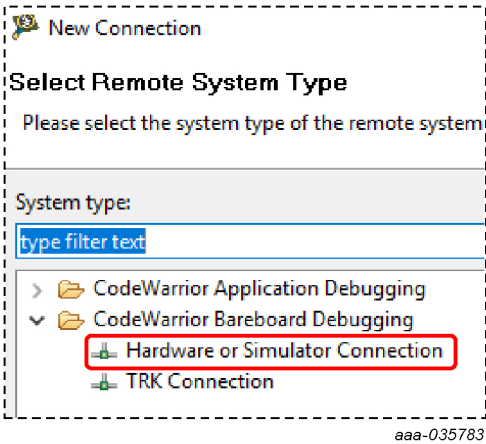 New Connection
Select Remote System Type
Please select the system type of the remote system
System type:
type filter text
CodeWarrior Application Debugging
CodeWarrior Bareboard Debugging
Hardware or Simulator Connection
TRK Connection
aaa-035783